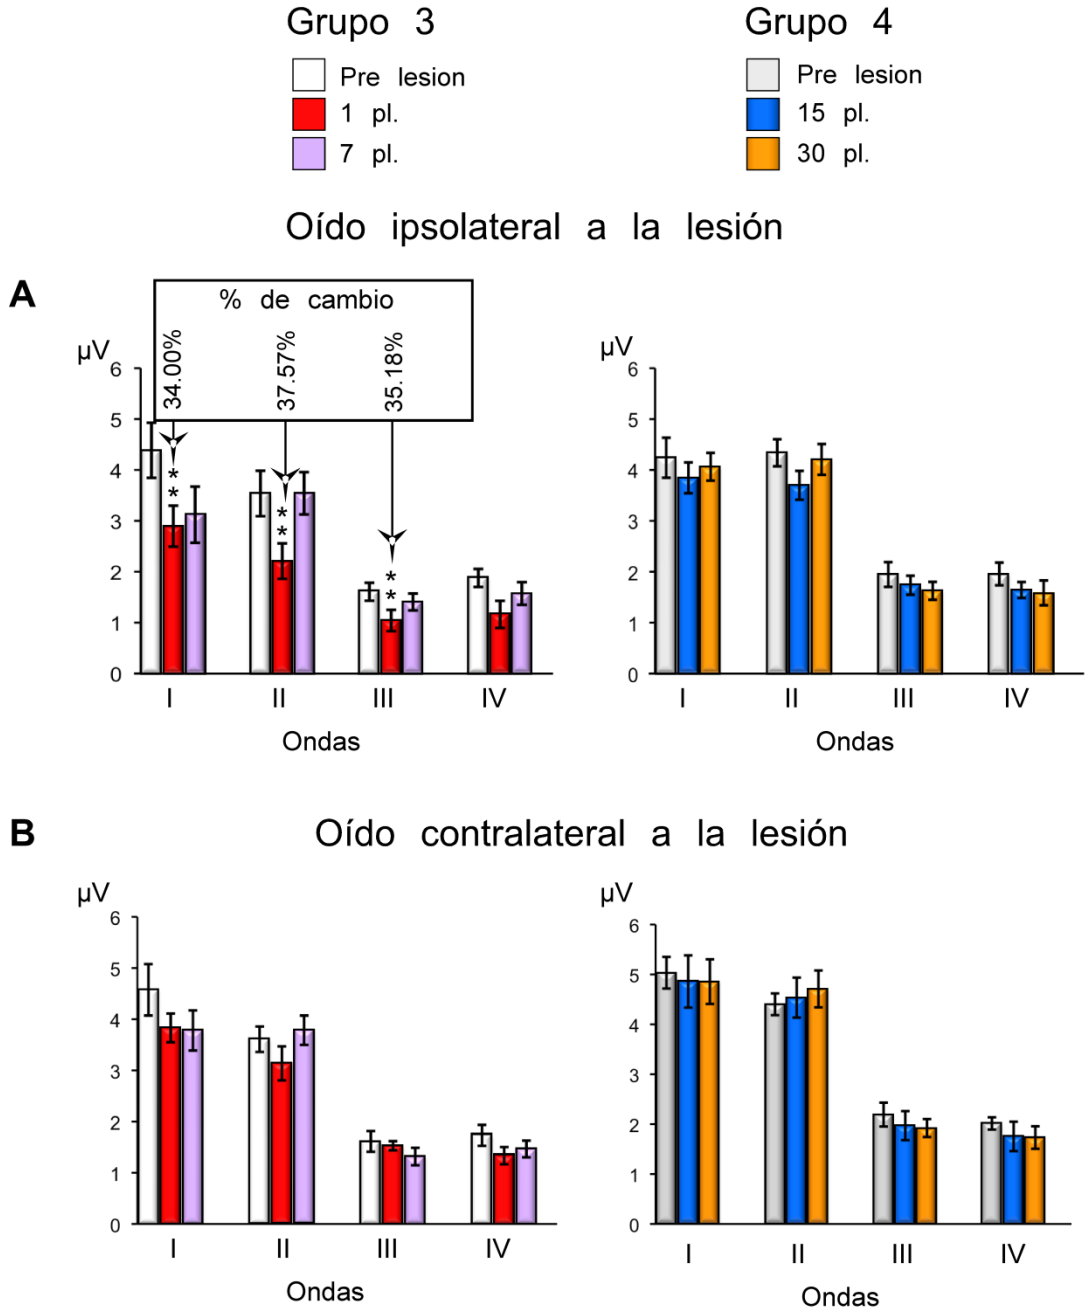 Grupo 3
Pre lesion
1 pl.
7 pl.
Grupo 4
Pre lesion
15 pl.
30 pl.
Oído ipsolateral a la lesión
A
% de cambio
34.00%
37.57%
35.18%
µV
6
5
4
3
2
1
0
**
**
**
I II III IV
Ondas
µV
6
5
4
3
2
1
0
I II III IV
Ondas
B
Oído contralateral a la lesión
µV
6
5
4
3
2
1
0
I II III IV
Ondas
µV
6
5
4
3
2
1
0
I II III IV
Ondas